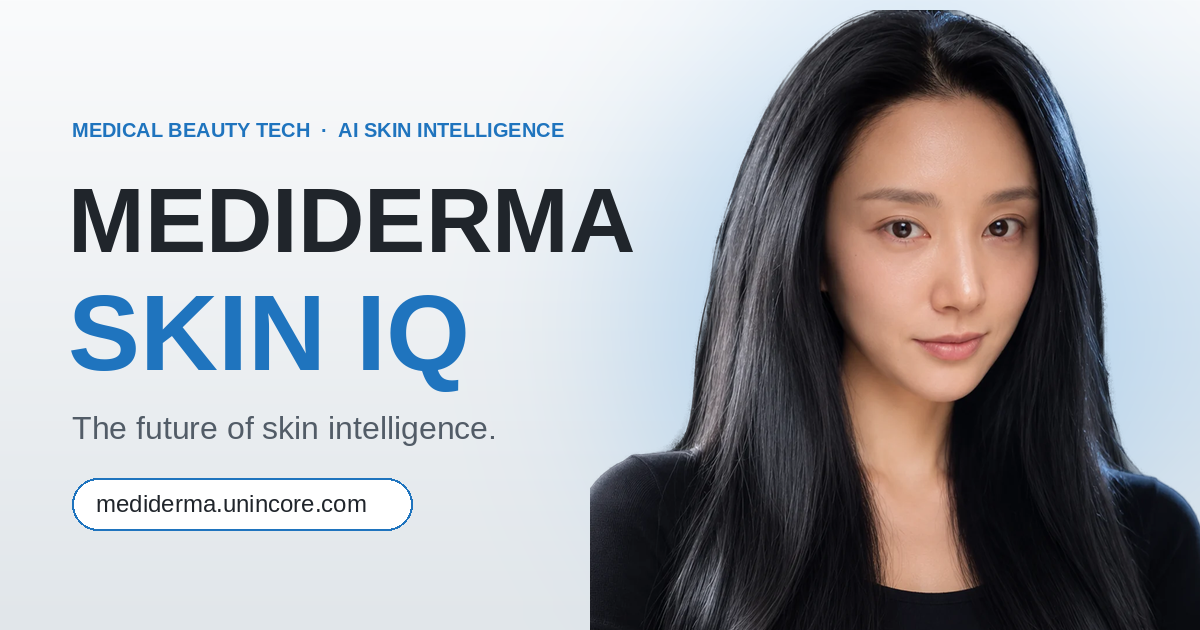 MEDICAL BEAUTY TECH · AI SKIN INTELLIGENCE
MEDIDERMA
SKIN IQ
The future of skin intelligence.
mediderma.unincore.com